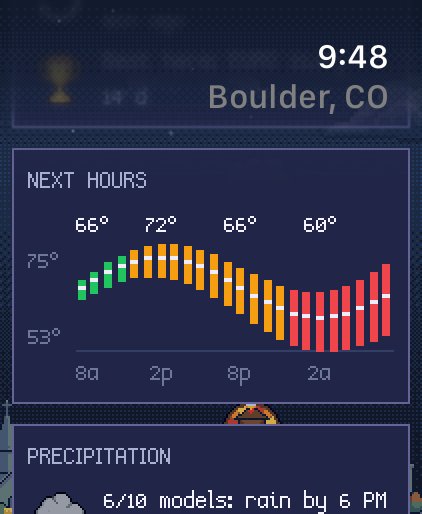 9:48
Boulder, CO
NEXT HOURS
66° 72° 66° 60°
75°
53°
8a 2p 8p 2a
PRECIPITATION
6/10 models: rain by 6 PM